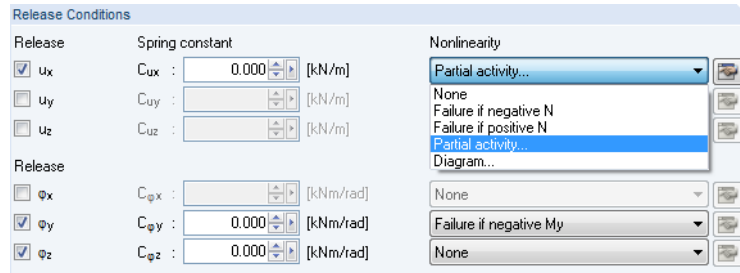 Release Conditions
Release Spring constant Nonlinearity
ux Cux : 0.000 [kN/m] Partial activity...
uy Cuy : [kN/m] None
Failure if negative N
uz Cuz : [kN/m] Failure if positive N
Partial activity...
Diagram...
Release
φx Cφx : [kNm/rad] None
φy Cφy : 0.000 [kNm/rad] Failure if negative My
φz Cφz : 0.000 [kNm/rad] None